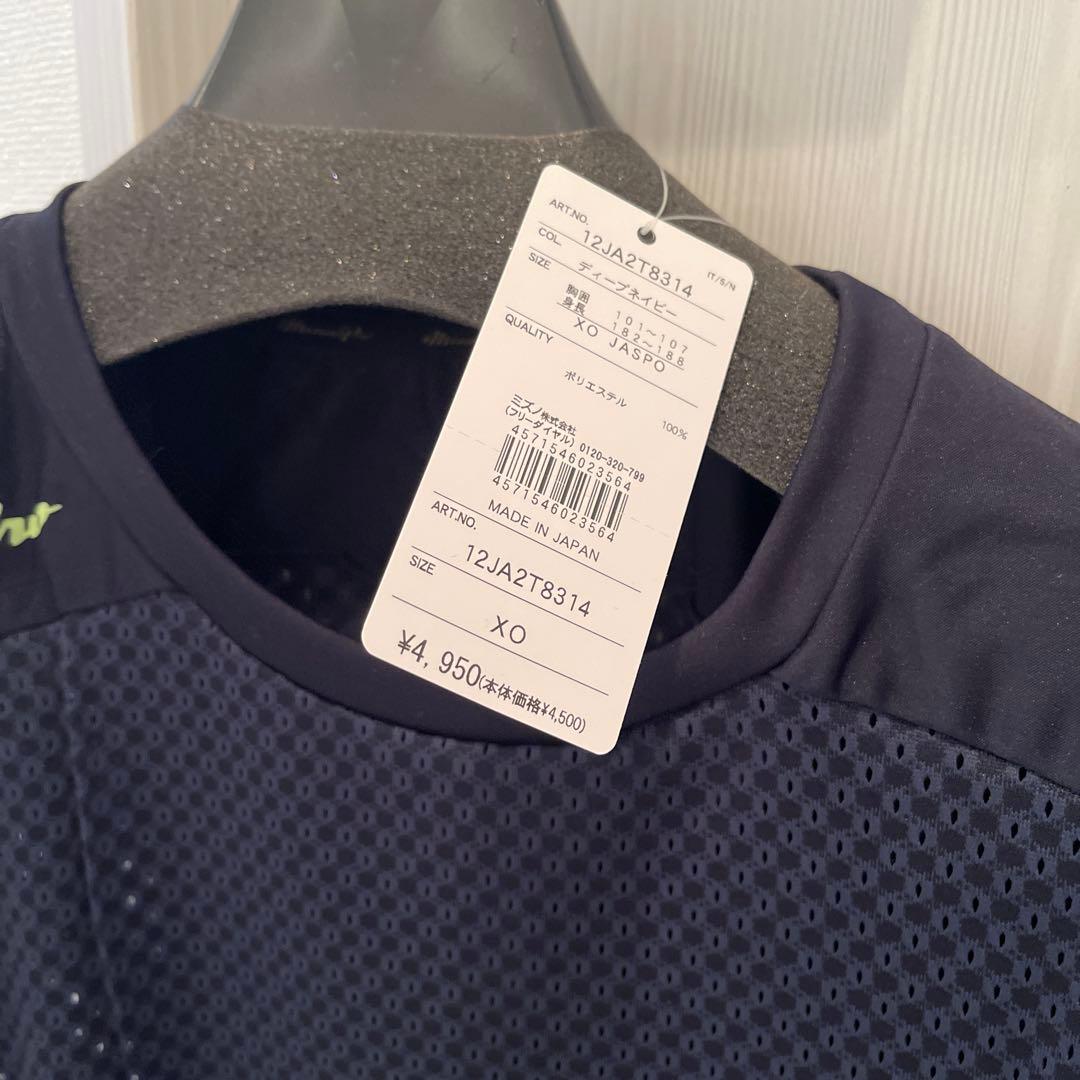 ART.NO.
12JA2T8314
IT/S/N
COL.
ディープネイビー
SIZE
胸囲 101~107
身長 182~188
XO JASPO
QUALITY
ポリエステル 100%
ミズノ株式会社
(フリーダイヤル) 0120-320-799
4571546023564
4571546023564
MADE IN JAPAN
ART.NO.
12JA2T8314
SIZE
XO
¥4,950(本体価格¥4,500)